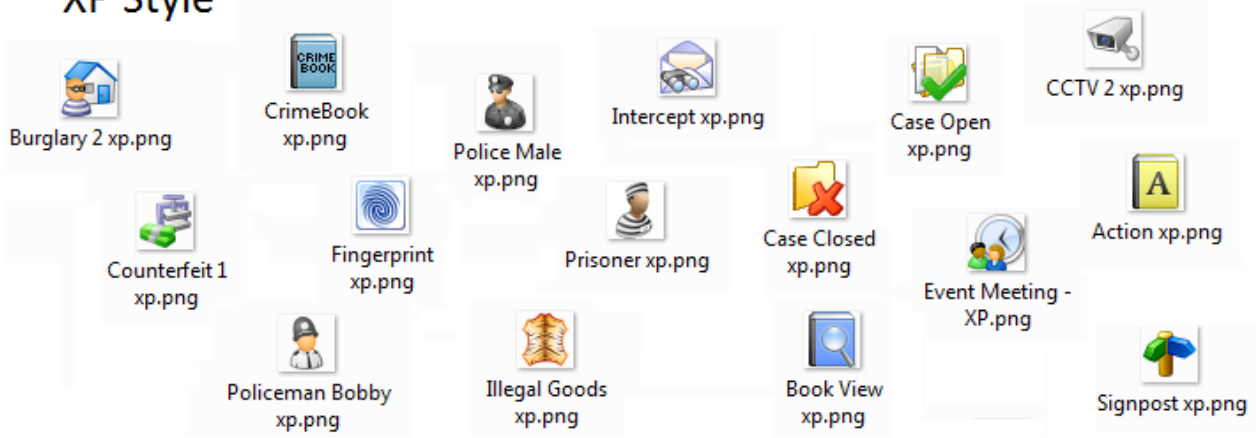 XP Style
Burglary 2 xp.png
CRIME
BOOK
CrimeBook
xp.png
Police Male
xp.png
Intercept xp.png
Case Open
xp.png
CCTV 2 xp.png
Counterfeit 1
xp.png
Fingerprint
xp.png
Prisoner xp.png
Case Closed
xp.png
Event Meeting -
XP.png
A
Action xp.png
Policeman Bobby
xp.png
Illegal Goods
xp.png
Book View
xp.png
Signpost xp.png